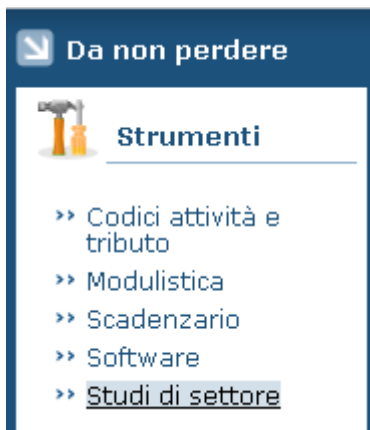 Da non perdere
Strumenti
›› Codici attività e
tributo
›› Modulistica
›› Scadenzario
›› Software
›› Studi di settore